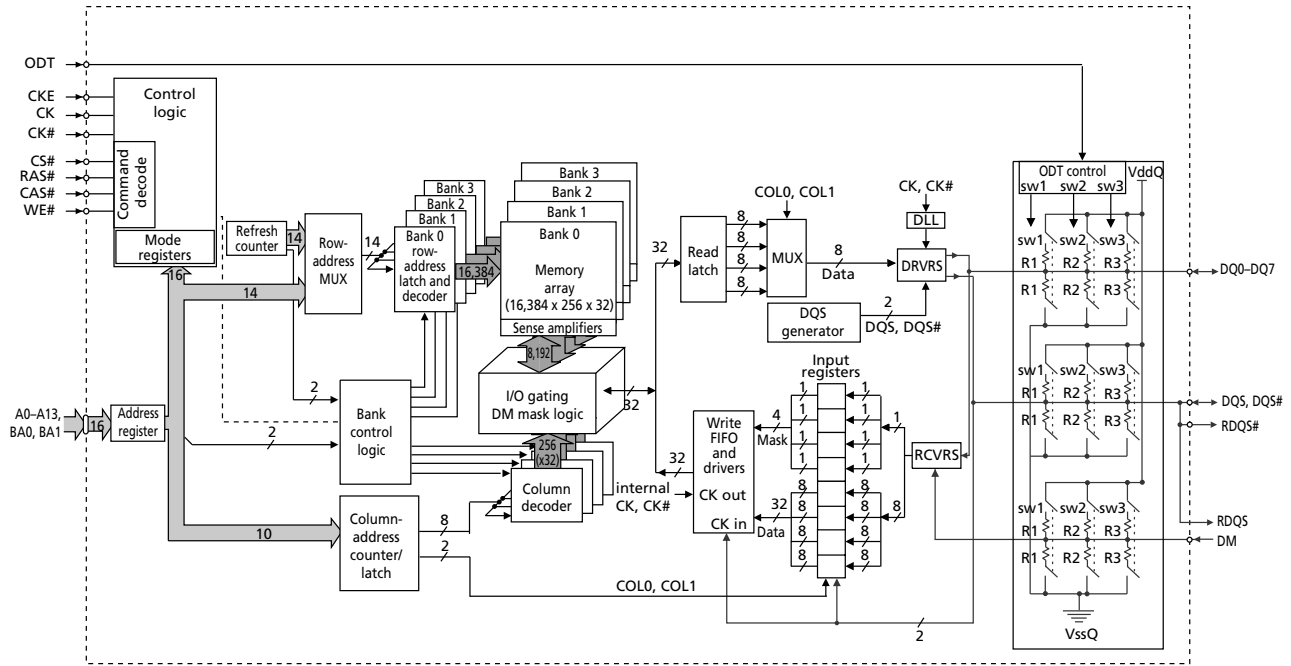 ODT
CKE
CK
CK#
CS#
RAS#
CAS#
WE#
Control
logic
Command
decode
Mode
registers
16
Refresh
counter
14
14
Row-
address
MUX
14
Bank 3
Bank 2
Bank 1
Bank 0
row-
address
latch and
decoder
16,384
Bank 3
Bank 2
Bank 1
Bank 0
Memory
array
(16,384 x 256 x 32)
Sense amplifiers
8,192
I/O gating
DM mask logic
32
32
256
(x32)
Column
decoder
2
2
Bank
control
logic
A0–A13,
BA0, BA1
16
Address
register
10
Column-
address
counter/
latch
8
2
COL0, COL1
32
Read
latch
8
8
8
8
COL0, COL1
MUX
8
Data
CK, CK#
DLL
DRVRS
DQS
generator
2
DQS, DQS#
Input
registers
1
1
1
1
1
1
1
1
8
8
8
8
8
8
8
8
1
8
RCVRS
4
Mask
32
Data
Write
FIFO
and
drivers
CK out
CK in
internal
CK, CK#
2
ODT control
sw1
sw2
sw3
VddQ
sw1
sw2
sw3
R1
R2
R3
R1
R2
R3
sw1
sw2
sw3
R1
R2
R3
R1
R2
R3
sw1
sw2
sw3
R1
R2
R3
R1
R2
R3
VssQ
DQ0–DQ7
DQS, DQS#
RDQS#
RDQS
DM